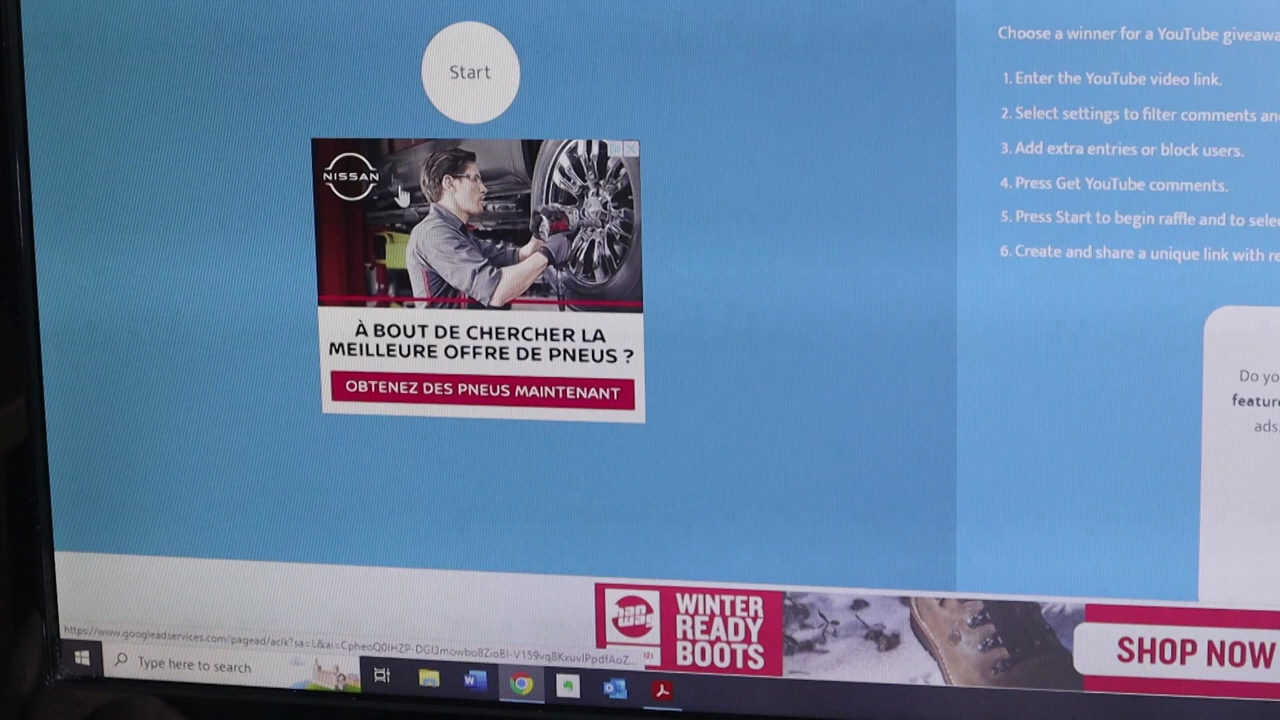 Start
NISSAN
À BOUT DE CHERCHER LA
MEILLEURE OFFRE DE PNEUS ?
OBTENEZ DES PNEUS MAINTENANT
Choose a winner for a YouTube giveawa
1. Enter the YouTube video link.
2. Select settings to filter comments an
3. Add extra entries or block users.
4. Press Get YouTube comments.
5. Press Start to begin raffle and to sele
6. Create and share a unique link with re
Do yo
feature
ads.
han
wag
WINTER
READY
BOOTS
SHOP NOW
Type here to search